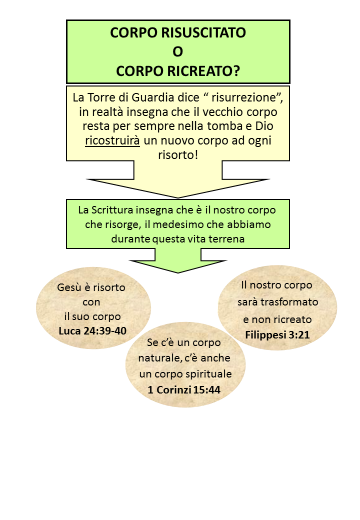 CORPO RISUSCITATO
O
CORPO RICREATO?
La Torre di Guardia dice “ risurrezione”,
in realtà insegna che il vecchio corpo
resta per sempre nella tomba e Dio
ricostruirà un nuovo corpo ad ogni
risorto!
La Scrittura insegna che è il nostro corpo
che risorge, il medesimo che abbiamo
durante questa vita terrena
Gesù è risorto
con
il suo corpo
Luca 24:39-40
Se c’è un corpo
naturale, c’è anche
un corpo spirituale
1 Corinzi 15:44
Il nostro corpo
sarà trasformato
e non ricreato
Filippesi 3:21